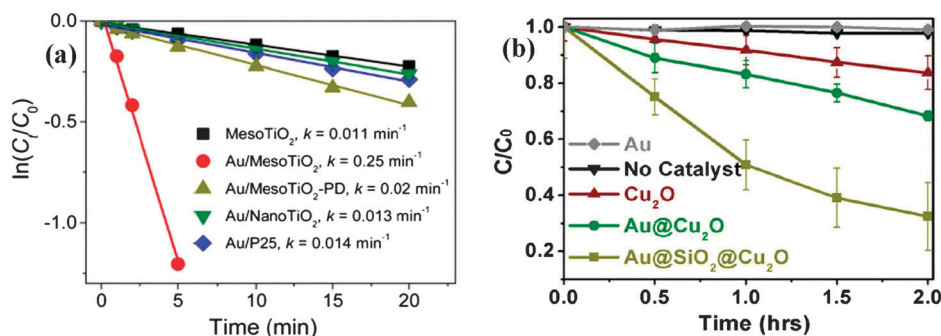 (a)
ln(Ct/C0)
0.0
-0.5
-1.0
MesoTiO2, k = 0.011 min-1
Au/MesoTiO2, k = 0.25 min-1
Au/MesoTiO2-PD, k = 0.02 min-1
Au/NanoTiO2, k = 0.013 min-1
Au/P25, k = 0.014 min-1
0 5 10 15 20
Time (min)
(b)
C/C0
1.0
0.8
0.6
0.4
0.2
Au
No Catalyst
Cu2O
Au@Cu2O
Au@SiO2@Cu2O
0.0 0.5 1.0 1.5 2.0
Time (hrs)